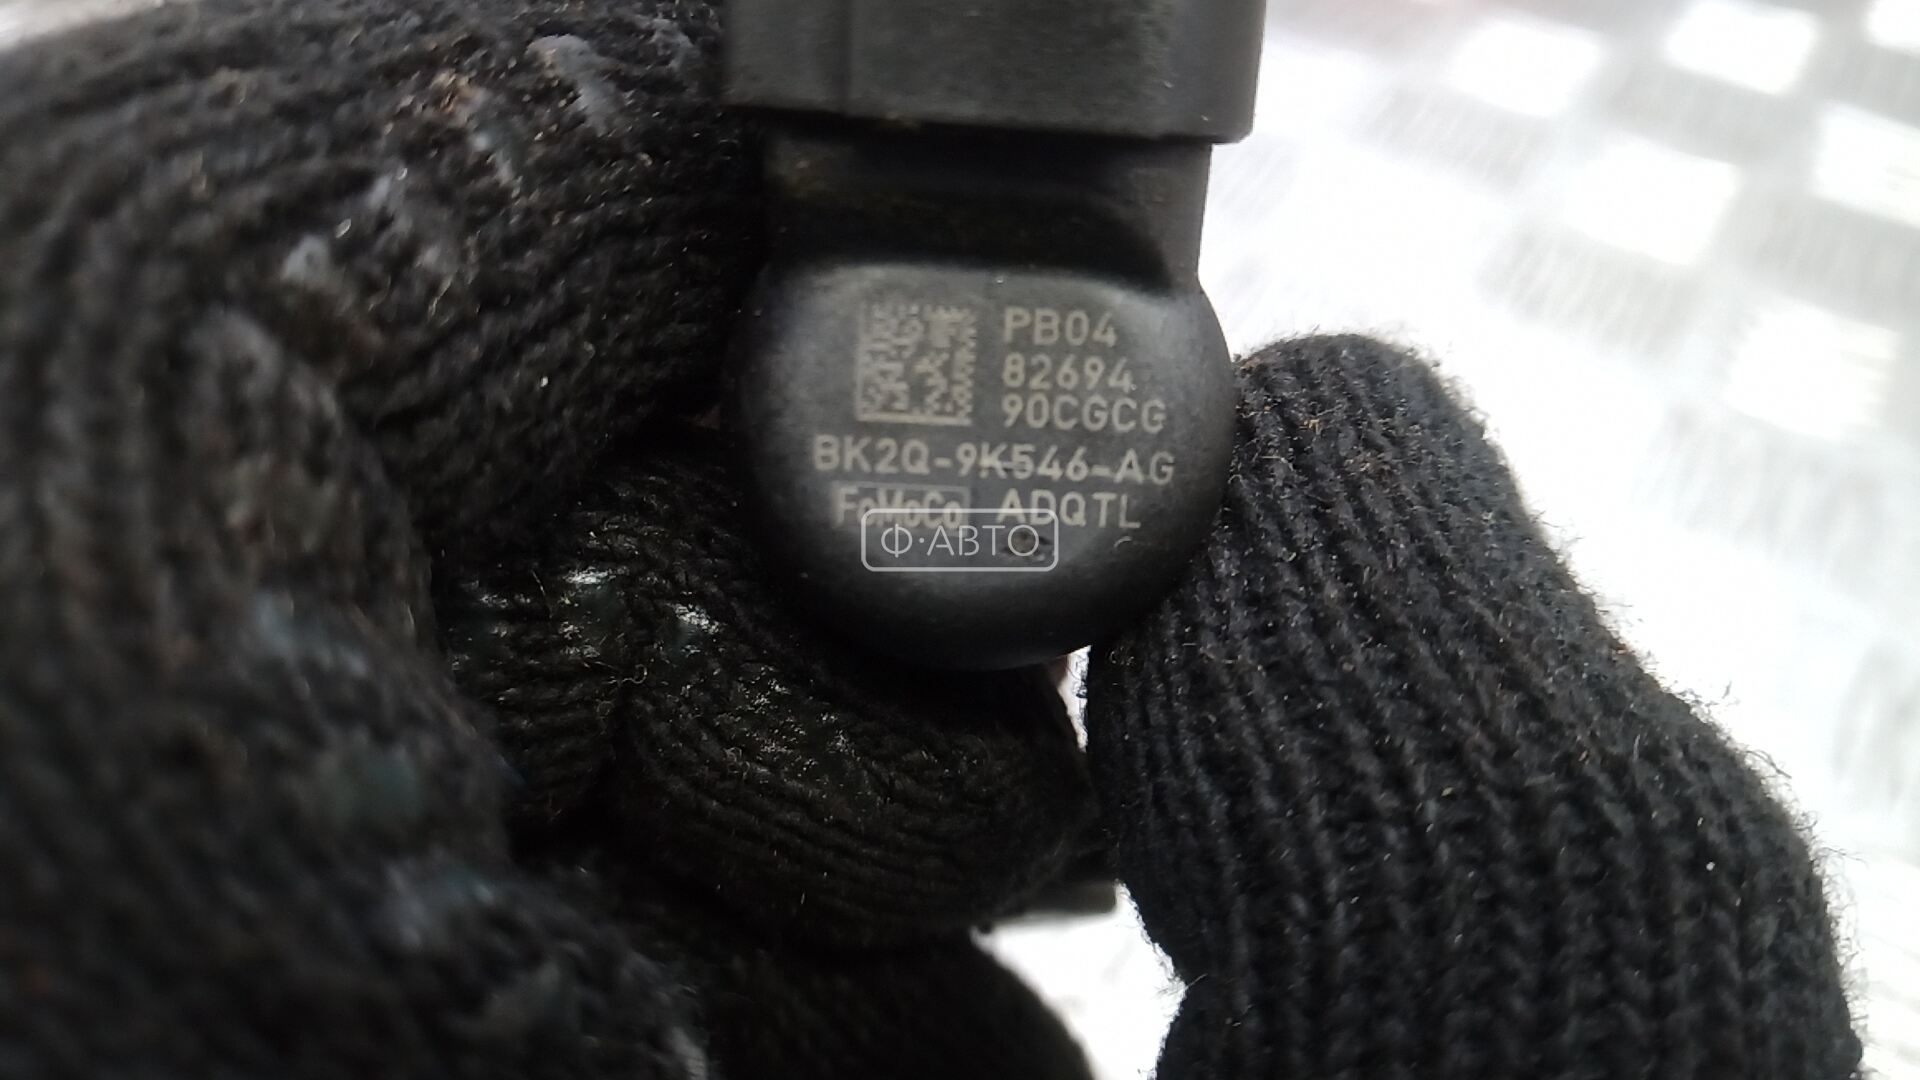 PB04
82694
90CGCG
BK2Q-9K546-AG
FoMoCo ADQTL
Ф·АВТО